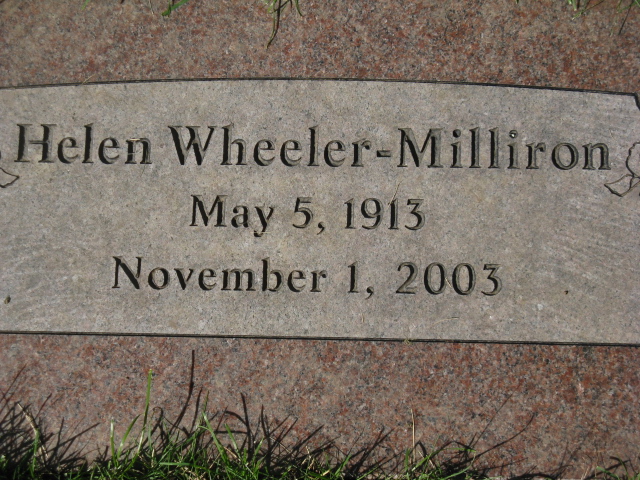 Helen Wheeler-Milliron
May 5, 1913
November 1, 2003